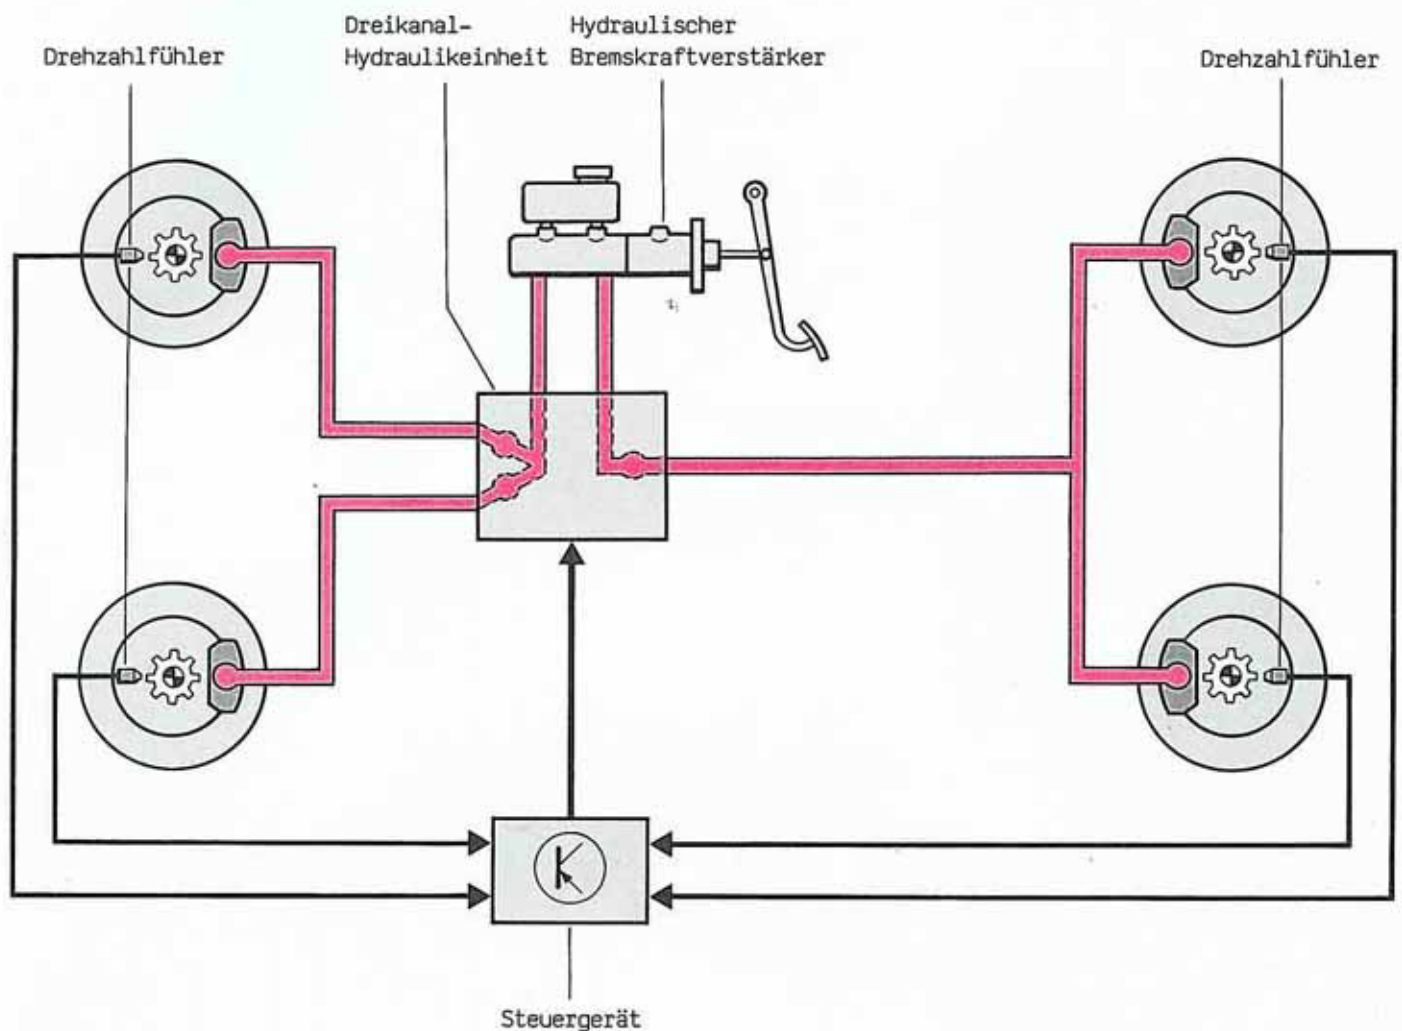 Drehzahlfühler
Dreikanal-
Hydraulikeinheit
Hydraulischer
Bremskraftverstärker
Drehzahlfühler
Steuergerät